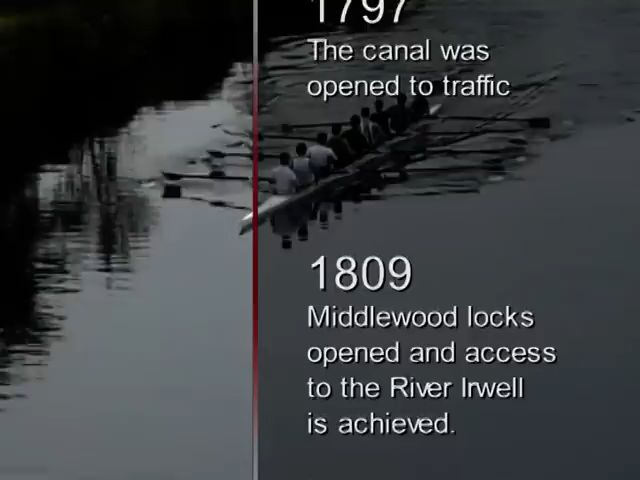 1797
The canal was
opened to traffic
1809
Middlewood locks
opened and access
to the River Irwell
is achieved.